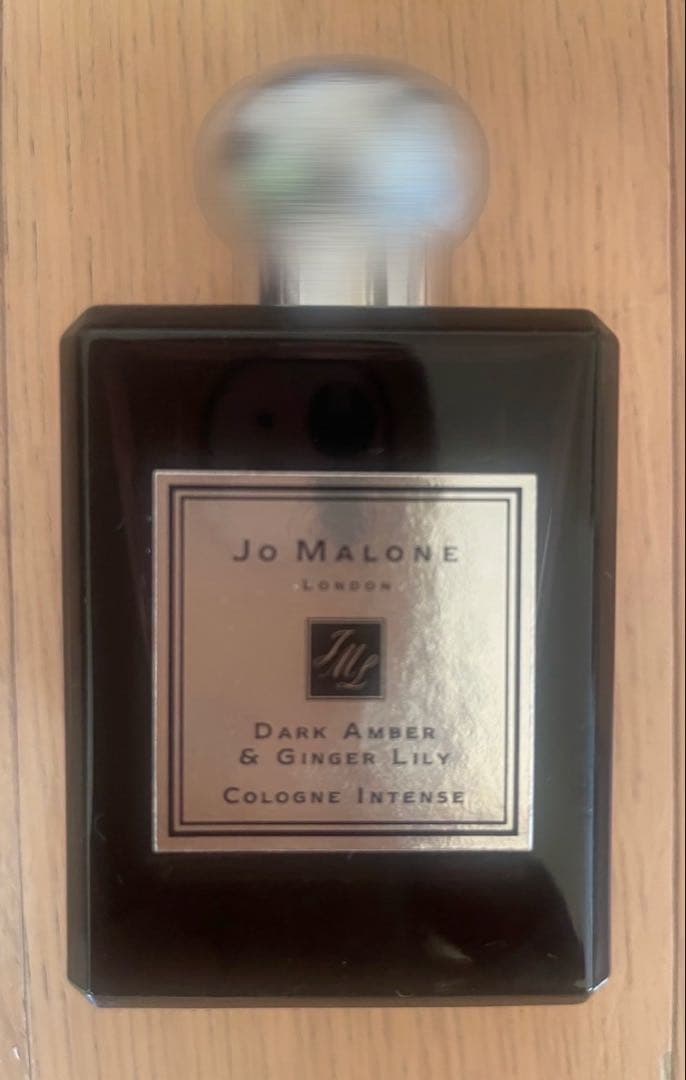 JO MALONE
LONDON
JML
DARK AMBER
& GINGER LILY
COLOGNE INTENSE